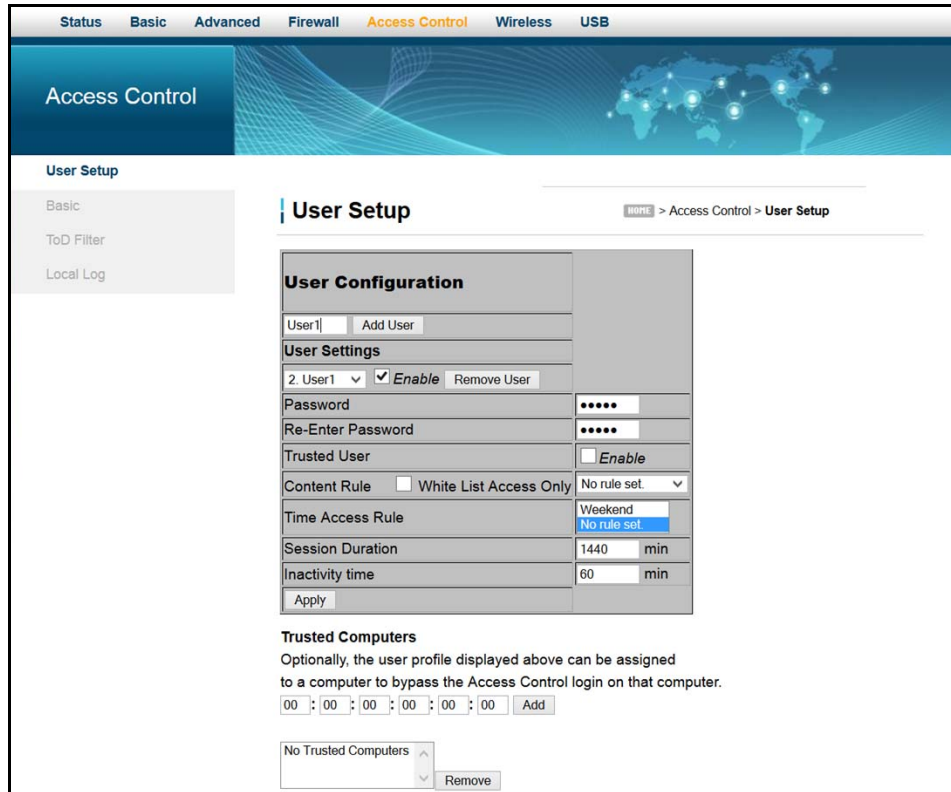 Status Basic Advanced Firewall Access Control Wireless USB
Access Control
User Setup
Basic
ToD Filter
Local Log
User Setup
HOME > Access Control > User Setup
User Configuration
User1 Add User
User Settings
2. User1 Enable Remove User
Password •••••
Re-Enter Password •••••
Trusted User Enable
Content Rule White List Access Only No rule set.
Time Access Rule Weekend
No rule set.
Session Duration 1440 min
Inactivity time 60 min
Apply
Trusted Computers
Optionally, the user profile displayed above can be assigned
to a computer to bypass the Access Control login on that computer.
00 : 00 : 00 : 00 : 00 : 00 Add
No Trusted Computers
Remove